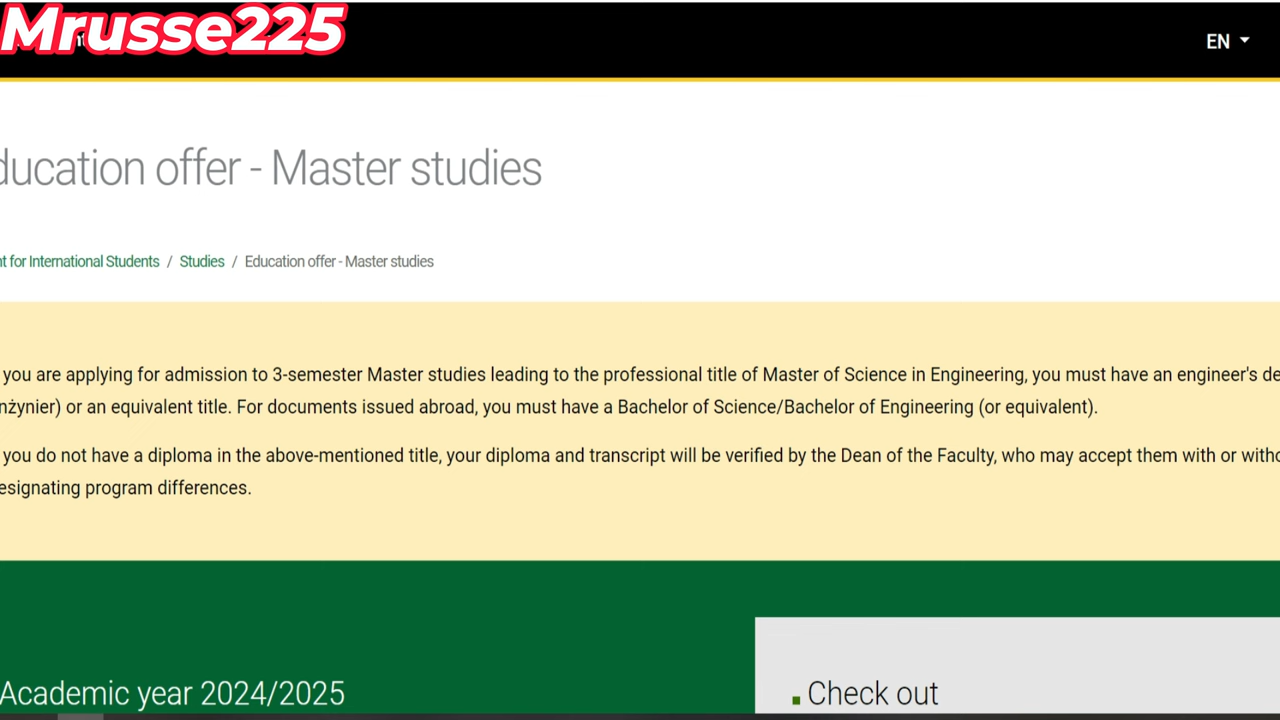 Mrusse225
EN
ducation offer - Master studies
t for International Students / Studies / Education offer - Master studies
you are applying for admission to 3-semester Master studies leading to the professional title of Master of Science in Engineering, you must have an engineer's de
nżynier) or an equivalent title. For documents issued abroad, you must have a Bachelor of Science/Bachelor of Engineering (or equivalent).
you do not have a diploma in the above-mentioned title, your diploma and transcript will be verified by the Dean of the Faculty, who may accept them with or witho
esignating program differences.
Academic year 2024/2025
Check out